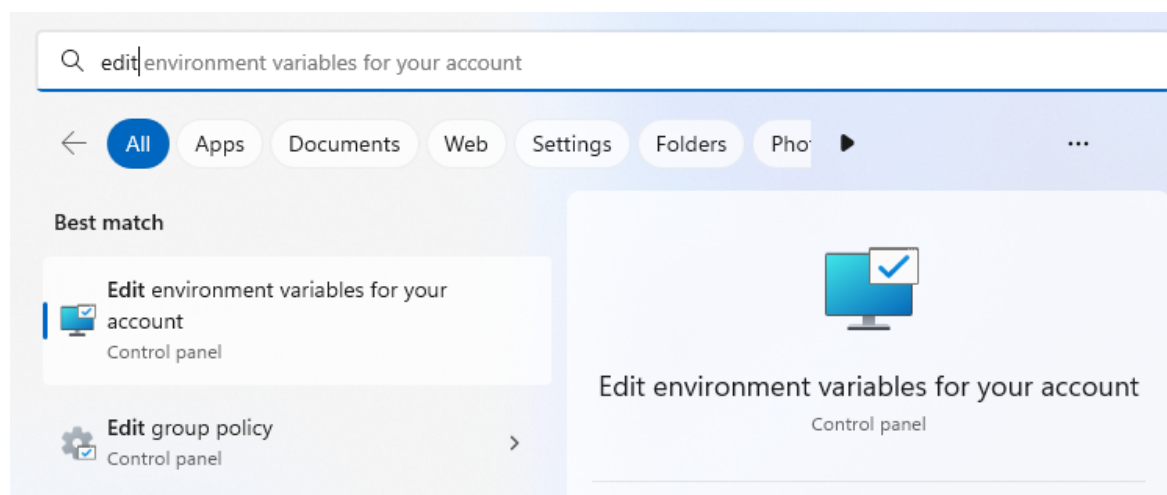 edit environment variables for your account
All Apps Documents Web Settings Folders Pho ...
Best match
Edit environment variables for your
account
Control panel
Edit environment variables for your account
Control panel
Edit group policy
Control panel